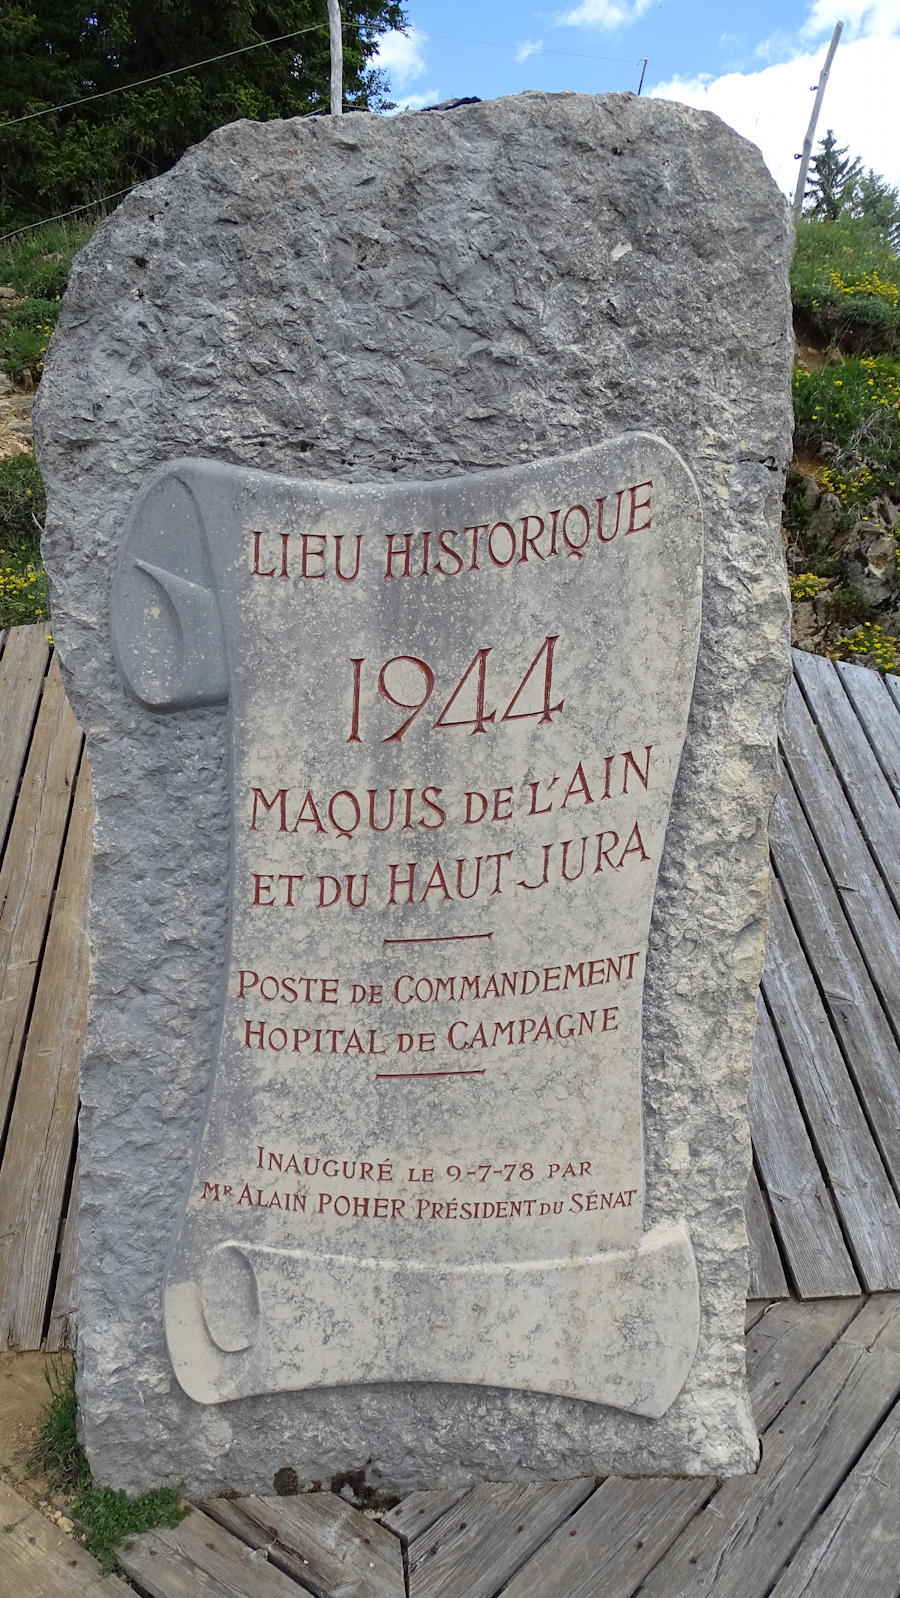 LIEU HISTORIQUE
1944
MAQUIS DE L'AIN
ET DU HAUT JURA
POSTE DE COMMANDEMENT
HOPITAL DE CAMPAGNE
INAUGURÉ LE 9-7-78 PAR
MR ALAIN POHER PRÉSIDENT DU SÉNAT